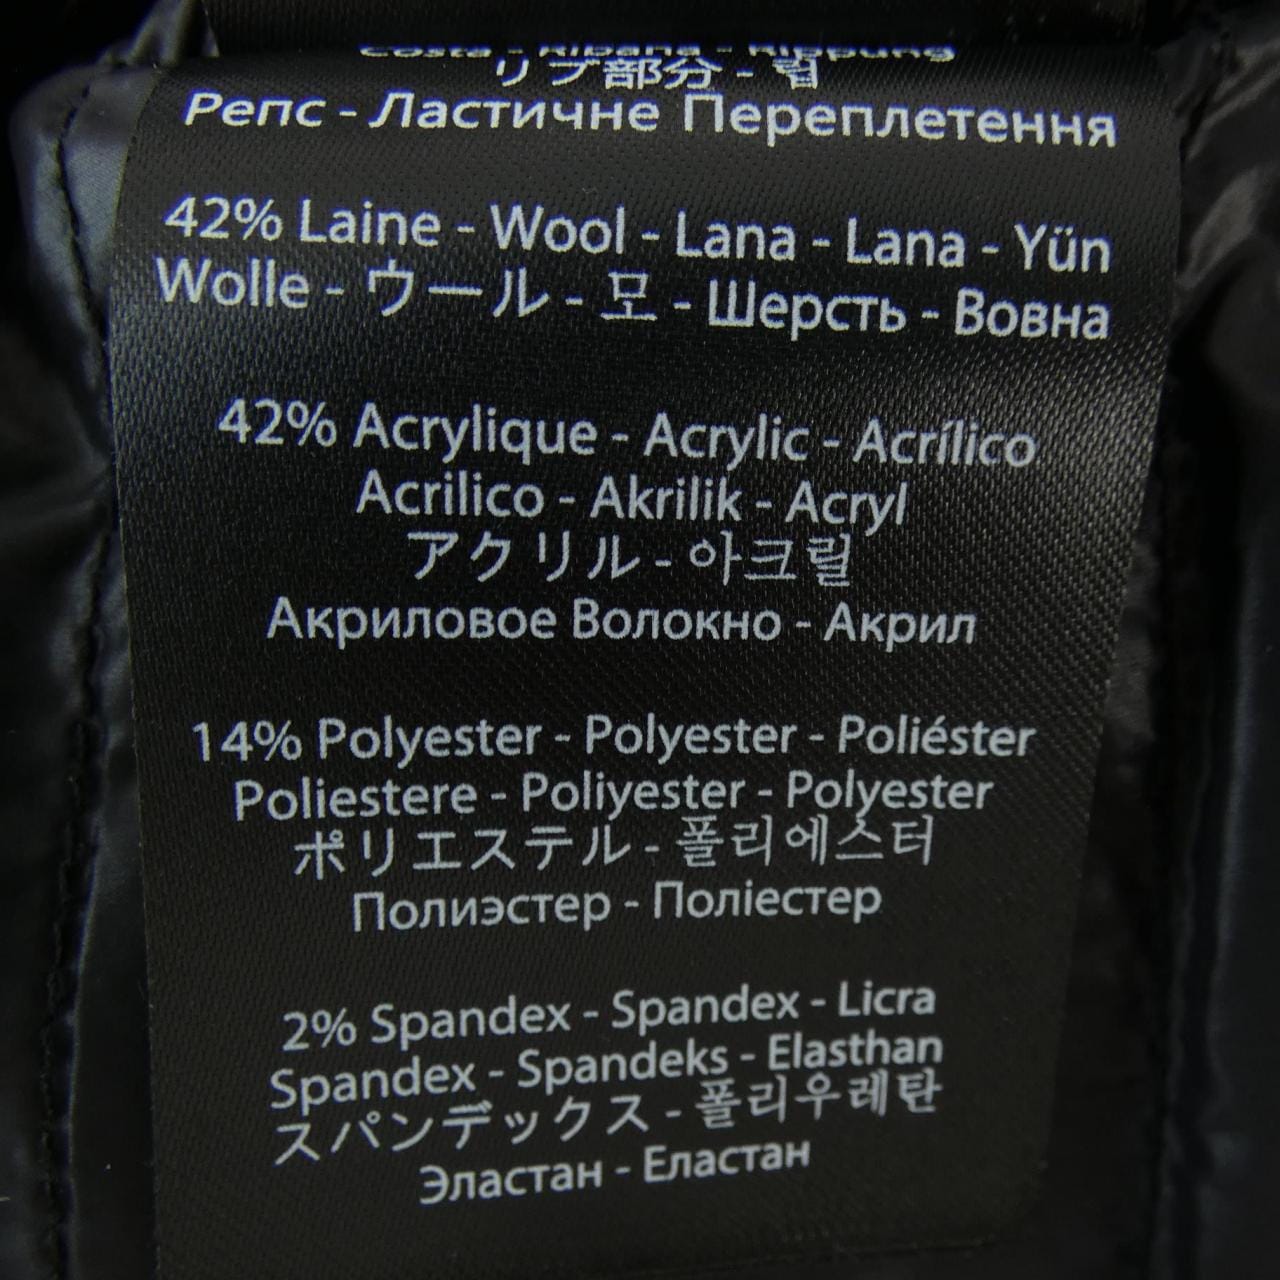 Costa - Ribana - Rippung
リブ部分 - 립
Репс - Ластичне Переплетення
42% Laine - Wool - Lana - Lana - Yün
Wolle - ウール - 모 - Шерсть - Вовна
42% Acrylique - Acrylic - Acrílico
Acrilico - Akrilik - Acryl
アクリル - 아크릴
Акриловое Волокно - Акрил
14% Polyester - Polyester - Poliéster
Poliestere - Poliyester - Polyester
ポリエステル - 폴리에스터
Полиэстер - Поліестер
2% Spandex - Spandex - Licra
Spandex - Spandeks - Elasthan
スパンデックス - 폴리우레탄
Эластан - Еластан